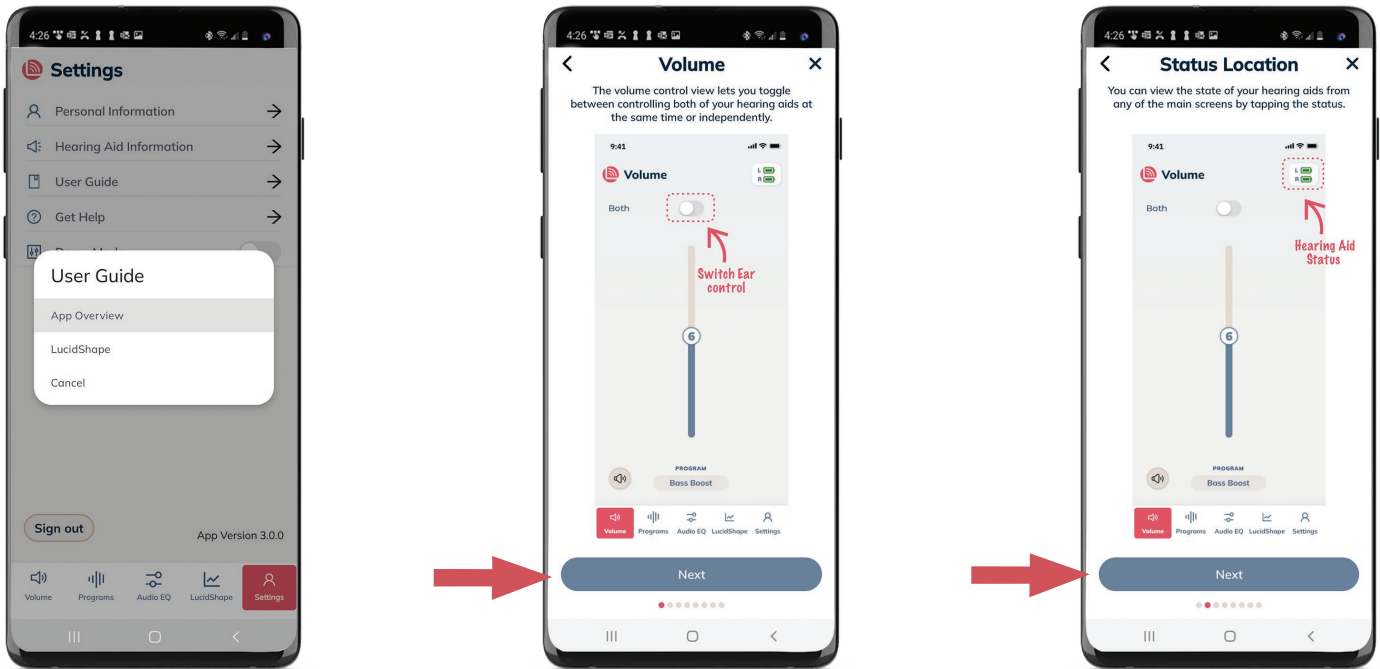 4:26
Settings
Personal Information
Hearing Aid Information
User Guide
Get Help
User Guide
App Overview
LucidShape
Cancel
Sign out
App Version 3.0.0
Volume
Programs
Audio EQ
LucidShape
Settings
4:26
Volume
The volume control view lets you toggle
between controlling both of your hearing aids at
the same time or independently.
9:41
Volume
L
R
Both
Switch Ear
control
6
PROGRAM
Bass Boost
Volume
Programs
Audio EQ
LucidShape
Settings
Next
4:26
Status Location
You can view the state of your hearing aids from
any of the main screens by tapping the status.
9:41
Volume
L
R
Both
Hearing Aid
Status
6
PROGRAM
Bass Boost
Volume
Programs
Audio EQ
LucidShape
Settings
Next